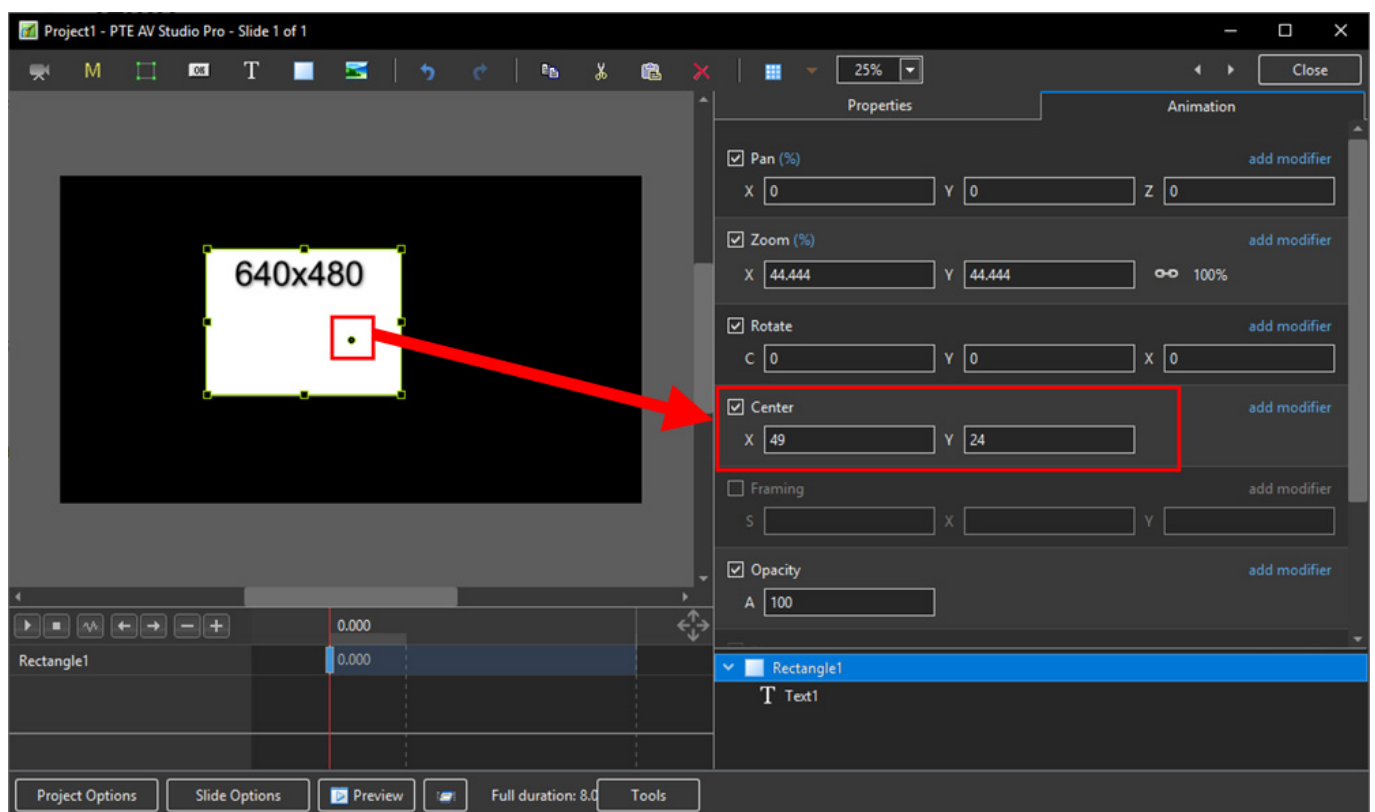 Project1 - PTE AV Studio Pro - Slide 1 of 1
M OK T 25% Close
Properties Animation
Pan (%) add modifier
X 0 Y 0 Z 0
Zoom (%) add modifier
X 44.444 Y 44.444 100%
640x480
Rotate add modifier
C 0 Y 0 X 0
Center add modifier
X 49 Y 24
Framing add modifier
S X Y
Opacity add modifier
A 100
0.000
Rectangle1 0.000
Rectangle1
T Text1
Project Options Slide Options Preview Full duration: 8.0 Tools